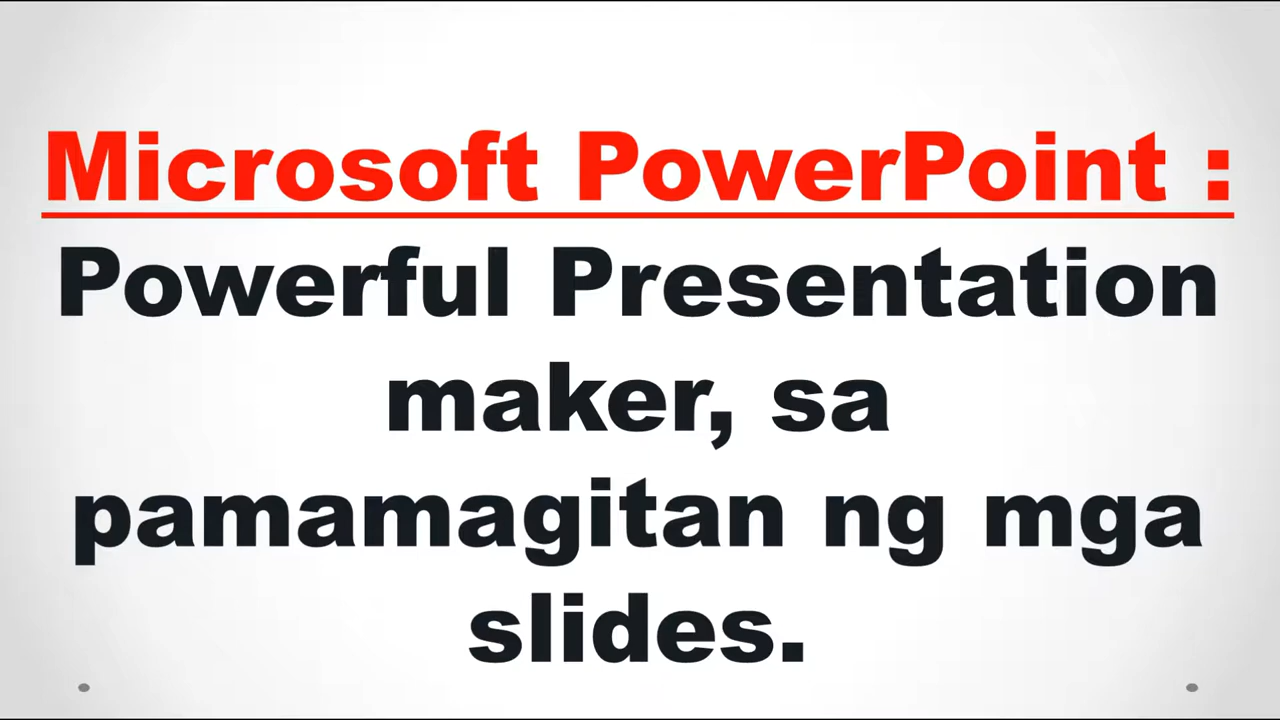 Microsoft PowerPoint :
Powerful Presentation
maker, sa
pamamagitan ng mga
slides.